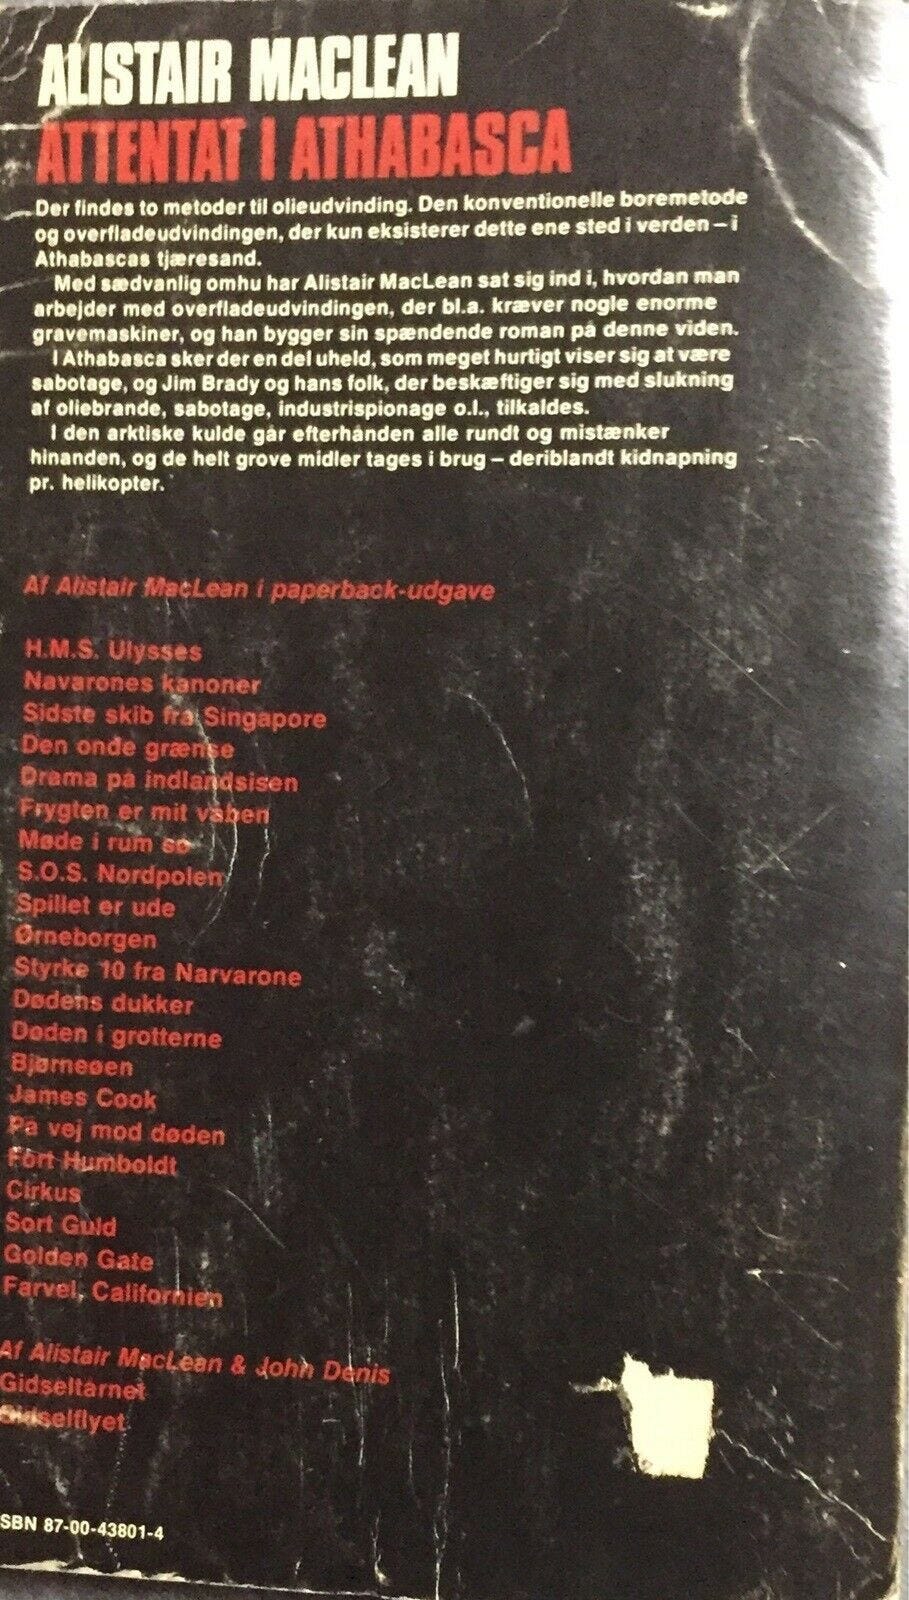 ALISTAIR MACLEAN
ATTENTAT I ATHABASCA
Der findes to metoder til olieudvinding. Den konventionelle boremetode
og overfladeudvindingen, der kun eksisterer dette ene sted i verden – i
Athabascas tjæresand.
Med sædvanlig omhu har Alistair MacLean sat sig ind i, hvordan man
arbejder med overfladeudvindingen, der bl.a. kræver nogle enorme
gravemaskiner, og han bygger sin spændende roman på denne viden.
I Athabasca sker der en del uheld, som meget hurtigt viser sig at være
sabotage, og Jim Brady og hans folk, der beskæftiger sig med slukning
af oliebrande, sabotage, industrispionage o.l., tilkaldes.
I den arktiske kulde går efterhånden alle rundt og mistænker
hinanden, og de helt grove midler tages i brug – deriblandt kidnapning
pr. helikopter.
Af Alistair MacLean i paperback-udgave
H.M.S. Ulysses
Navarones kanoner
Sidste skib fra Singapore
Den onde grænse
Drama på indlandsisen
Frygten er mit våben
Møde i rum sø
S.O.S. Nordpolen
Spillet er ude
Ørneborgen
Styrke 10 fra Narvarone
Dødens dukker
Døden i grotterne
Bjørneøen
James Cook
På vej mod døden
Fort Humboldt
Cirkus
Sort Guld
Golden Gate
Farvel, Californien
Af Alistair MacLean & John Denis
Gidseltårnet
Gidselflyet
SBN 87-00-43801-4